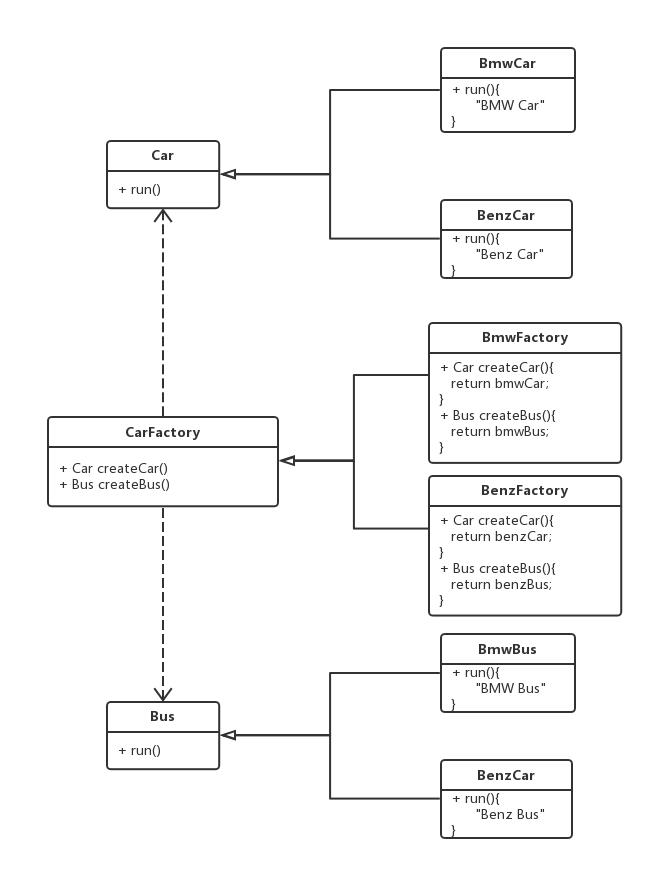 BmwCar
+ run(){
"BMW Car"
}
Car
+ run()
BenzCar
+ run(){
"Benz Car"
}
BmwFactory
+ Car createCar(){
return bmwCar;
}
+ Bus createBus(){
return bmwBus;
}
CarFactory
+ Car createCar()
+ Bus createBus()
BenzFactory
+ Car createCar(){
return benzCar;
}
+ Bus createBus(){
return benzBus;
}
BmwBus
+ run(){
"BMW Bus"
}
Bus
+ run()
BenzCar
+ run(){
"Benz Bus"
}